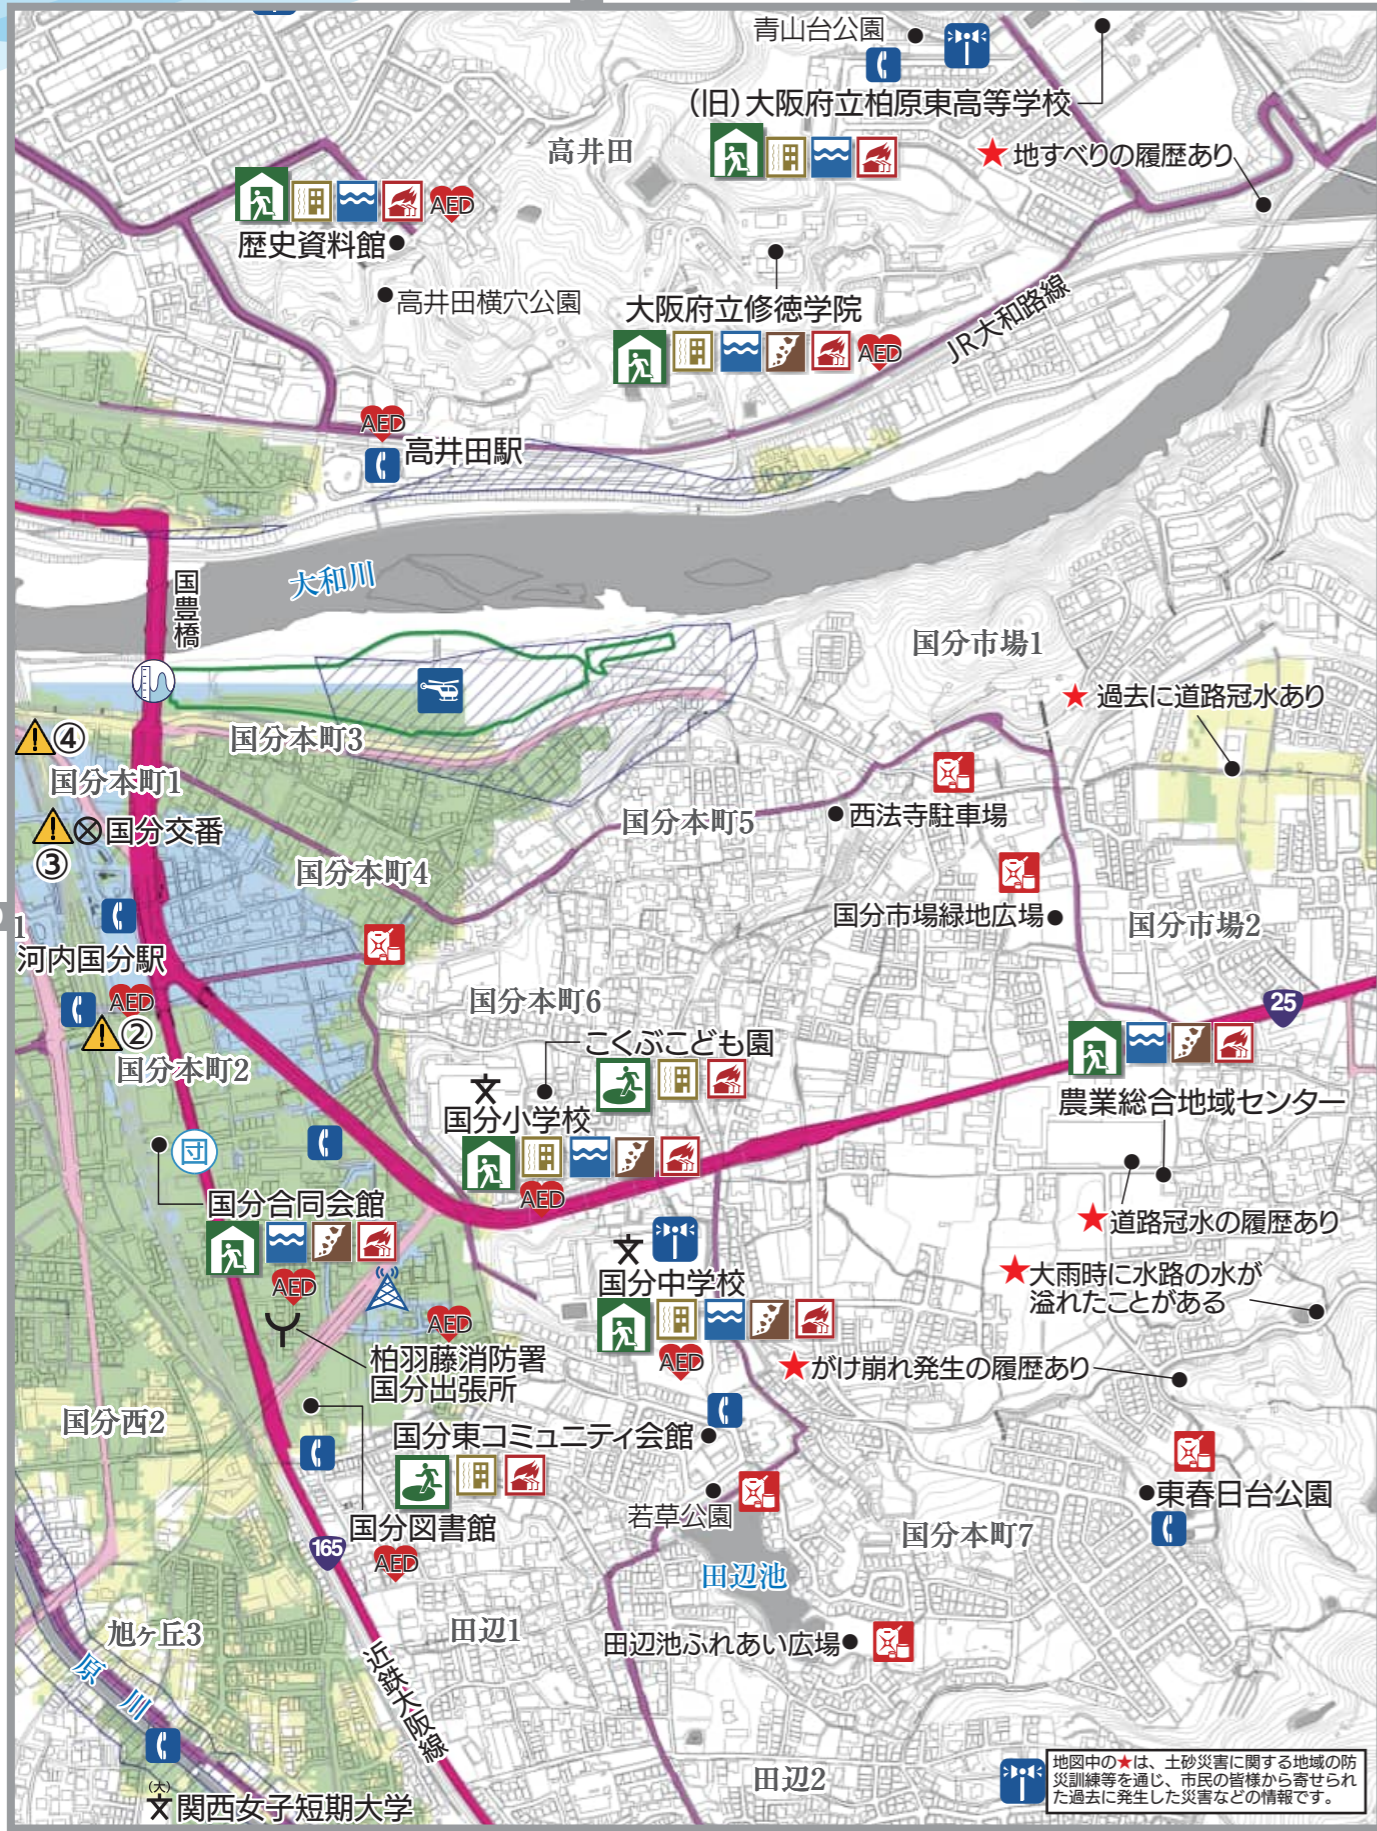 青山台公園
(旧)大阪府立柏原東高等学校
高井田
★地すべりの履歴あり
AED
歴史資料館
高井田横穴公園
大阪府立修徳学院
AED
JR大和路線
AED
高井田駅
国豊橋
大和川
国分市場1
★過去に道路冠水あり
④
国分本町3
国分本町1
国分本町5
西法寺駐車場
③
国分交番
国分本町4
国分市場緑地広場
国分市場2
1
河内国分駅
AED
②
国分本町6
25
国分本町2
こくぶこども園
文
国分小学校
農業総合地域センター
団
AED
国分合同会館
★道路冠水の履歴あり
文
国分中学校
★大雨時に水路の水が
溢れたことがある
AED
AED
AED
柏羽藤消防署
国分出張所
★がけ崩れ発生の履歴あり
国分西2
国分東コミュニティ会館
東春日台公園
若草公園
国分図書館
国分本町7
165
AED
田辺池
旭ヶ丘3
田辺1
田辺池ふれあい広場
原川
近鉄大阪線
田辺2
(大)
文関西女子短期大学
地図中の★は、土砂災害に関する地域の防
災訓練等を通じ、市民の皆様から寄せられ
た過去に発生した災害などの情報です。